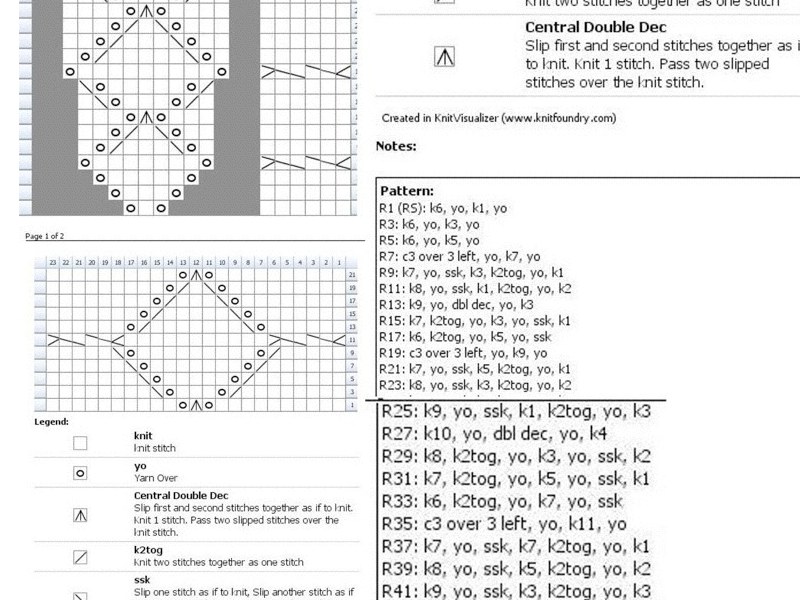 Page 1 of 2
23 22 21 20 19 18 17 16 15 14 13 12 11 10 9 8 7 6 5 4 3 2 1
21
19
17
15
13
11
9
7
5
3
1
Legend:
knit
knit stitch
yo
Yarn Over
Central Double Dec
Slip first and second stitches together as if to knit.
Knit 1 stitch. Pass two slipped stitches over the
knit stitch.
k2tog
Knit two stitches together as one stitch
ssk
Slip one stitch as if to knit, Slip another stitch as if
Knit two stitches together as one stitch
Central Double Dec
Slip first and second stitches together as i
to knit. Knit 1 stitch. Pass two slipped
stitches over the knit stitch.
Created in KnitVisualizer (www.knitfoundry.com)
Notes:
Pattern:
R1 (RS): k6, yo, k1, yo
R3: k6, yo, k3, yo
R5: k6, yo, k5, yo
R7: c3 over 3 left, yo, k7, yo
R9: k7, yo, ssk, k3, k2tog, yo, k1
R11: k8, yo, ssk, k1, k2tog, yo, k2
R13: k9, yo, dbl dec, yo, k3
R15: k7, k2tog, yo, k3, yo, ssk, k1
R17: k6, k2tog, yo, k5, yo, ssk
R19: c3 over 3 left, yo, k9, yo
R21: k7, yo, ssk, k5, k2tog, yo, k1
R23: k8, yo, ssk, k3, k2tog, yo, k2
R25: k9, yo, ssk, k1, k2tog, yo, k3
R27: k10, yo, dbl dec, yo, k4
R29: k8, k2tog, yo, k3, yo, ssk, k2
R31: k7, k2tog, yo, k5, yo, ssk, k1
R33: k6, k2tog, yo, k7, yo, ssk
R35: c3 over 3 left, yo, k11, yo
R37: k7, yo, ssk, k7, k2tog, yo, k1
R39: k8, yo, ssk, k5, k2tog, yo, k2
R41: k9, yo, ssk, k3, k2tog, yo, k3